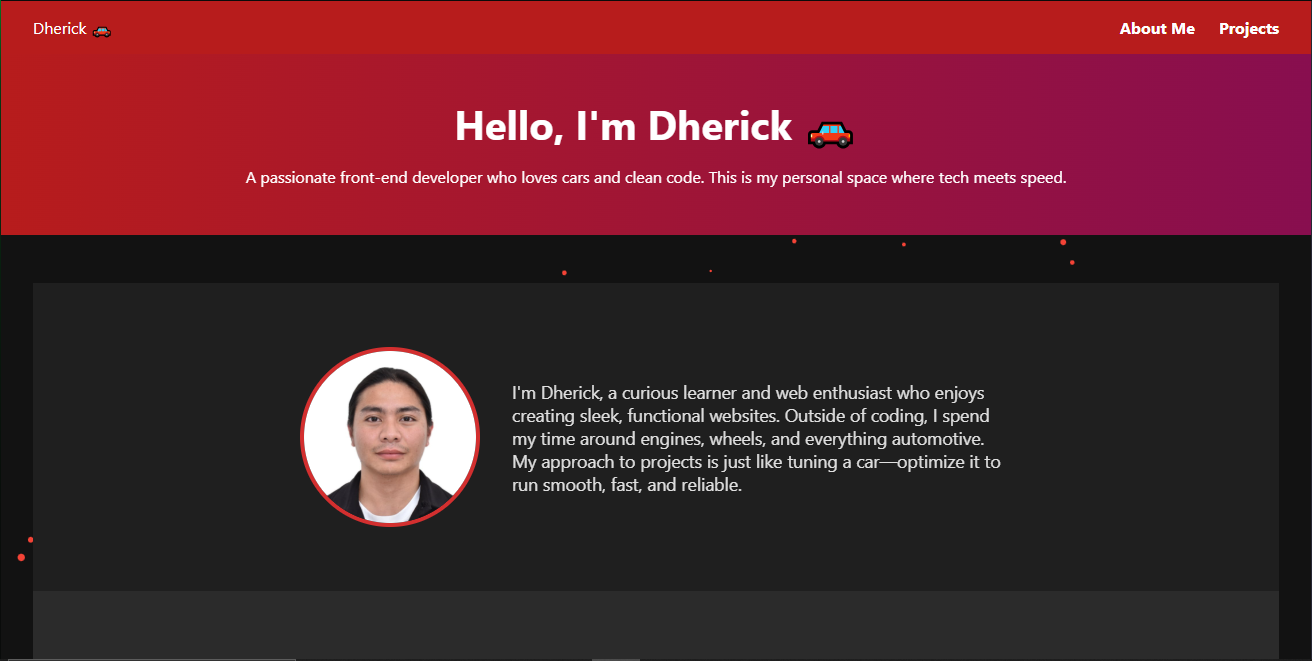 Dherick 🚗
About Me
Projects
Hello, I'm Dherick 🚗
A passionate front-end developer who loves cars and clean code. This is my personal space where tech meets speed.
I'm Dherick, a curious learner and web enthusiast who enjoys
creating sleek, functional websites. Outside of coding, I spend
my time around engines, wheels, and everything automotive.
My approach to projects is just like tuning a car—optimize it to
run smooth, fast, and reliable.